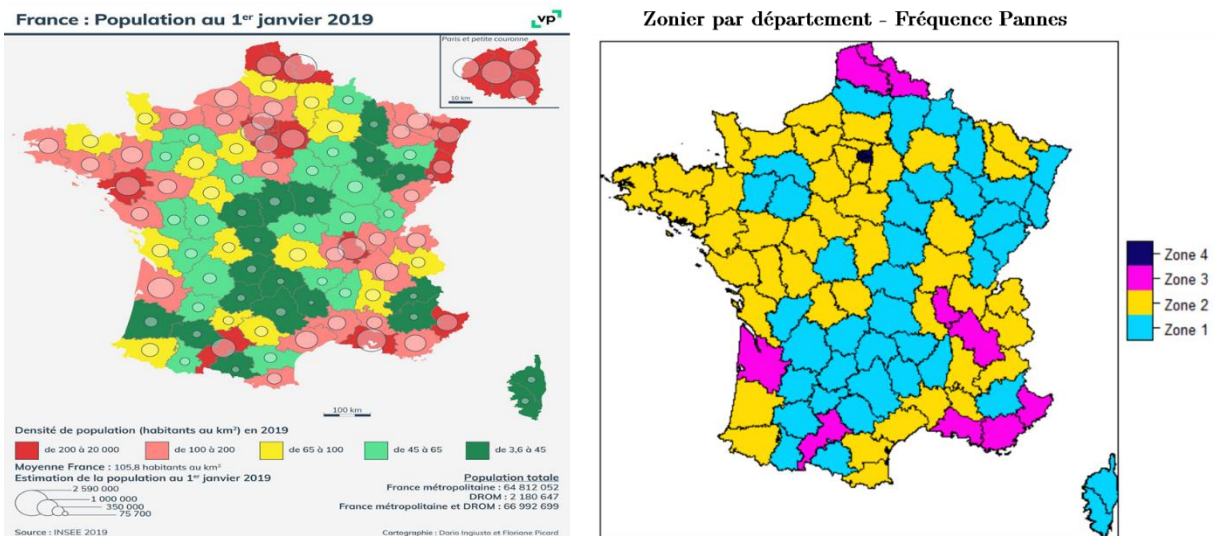 France : Population au 1er janvier 2019
vp
Paris et petite couronne
10 km
100 km
Densité de population (habitants au km²) en 2019
de 200 à 20 000
de 100 à 200
de 65 à 100
de 45 à 65
de 3,6 à 45
Moyenne France : 105,8 habitants au km²
Estimation de la population au 1er janvier 2019
2 590 000
1 000 000
350 000
75 700
Population totale
France métropolitaine : 64 812 052
DROM : 2 180 647
France métropolitaine et DROM : 66 992 699
Source : INSEE 2019
Cartographie : Dario Ingiusto et Floriane Picard
Zonier par département - Fréquence Pannes
Zone 4
Zone 3
Zone 2
Zone 1